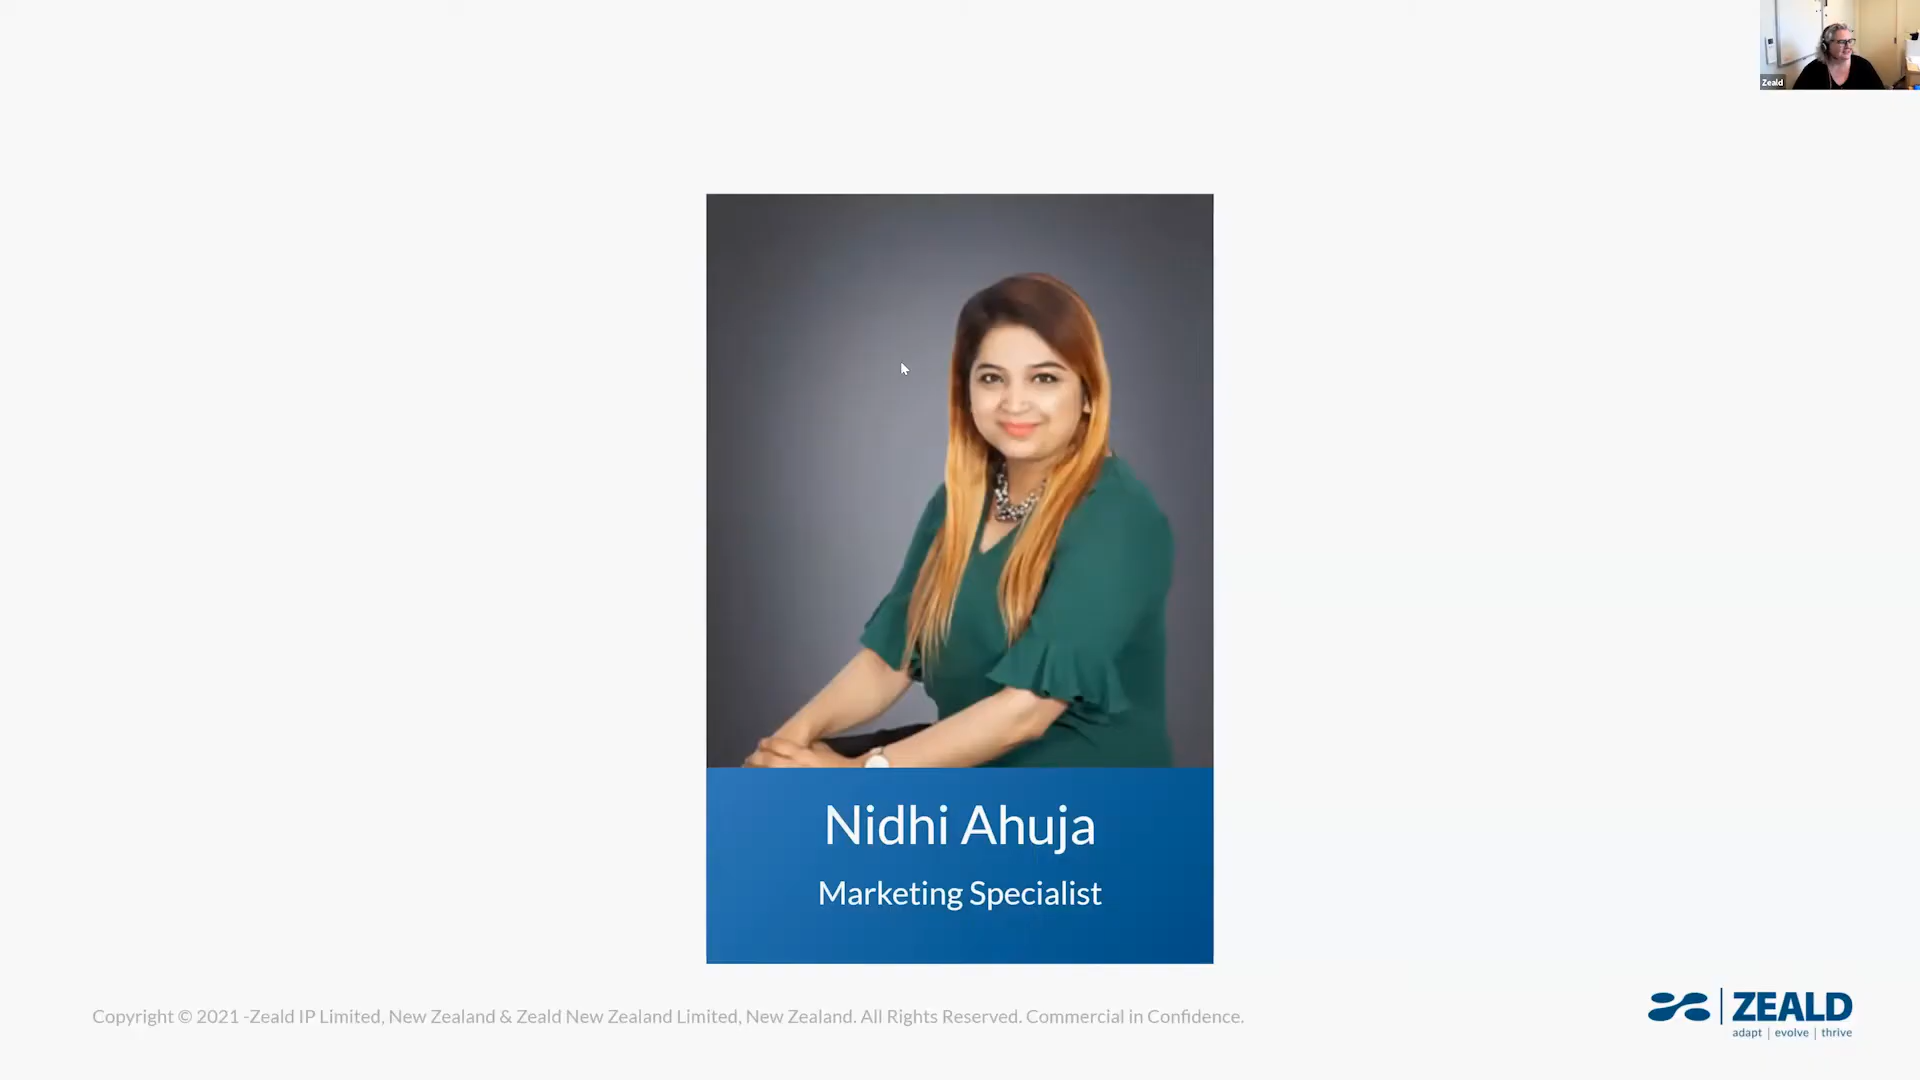 Zeald
Nidhi Ahuja
Marketing Specialist
Copyright © 2021 -Zeald IP Limited, New Zealand & Zeald New Zealand Limited, New Zealand. All Rights Reserved. Commercial in Confidence.
ZEALD
adapt | evolve | thrive